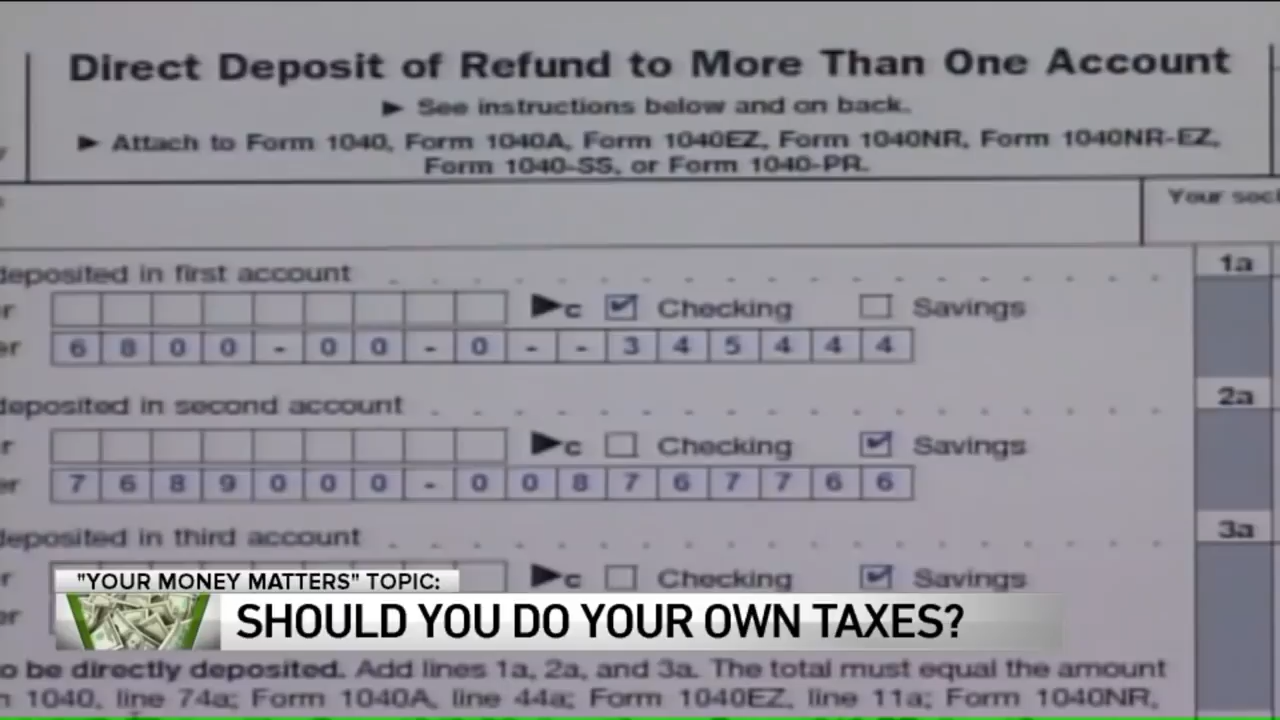 Direct Deposit of Refund to More Than One Account
► See instructions below and on back.
► Attach to Form 1040, Form 1040A, Form 1040EZ, Form 1040NR, Form 1040NR-EZ,
Form 1040-SS, or Form 1040-PR.
Your
deposited in first account 1a
►c Checking Savings
6 8 0 0 - 0 0 - 0 - - 3 4 5 4 4 4
deposited in second account 2a
►c Checking Savings
7 6 8 9 0 0 0 - 0 0 8 7 6 7 7 6 6
deposited in third account 3a
►c Checking Savings
"YOUR MONEY MATTERS" TOPIC:
SHOULD YOU DO YOUR OWN TAXES?
to be directly deposited. Add lines 1a, 2a, and 3a. The total must equal the amount
1040, line 74a; Form 1040A, line 44a; Form 1040EZ, line 11a; Form 1040NR,